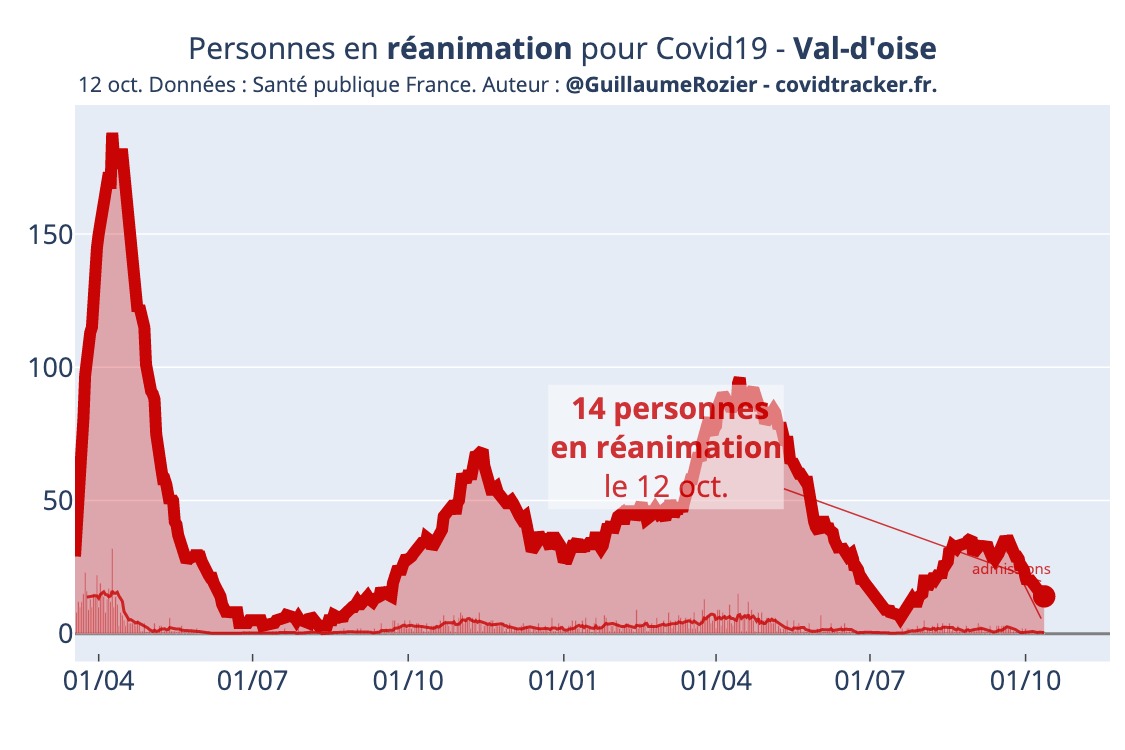 Personnes en réanimation pour Covid19 - Val-d'oise
12 oct. Données : Santé publique France. Auteur : @GuillaumeRozier - covidtracker.fr.
150
100
50
0
14 personnes
en réanimation
le 12 oct.
admissions
01/04
01/07
01/10
01/01
01/04
01/07
01/10